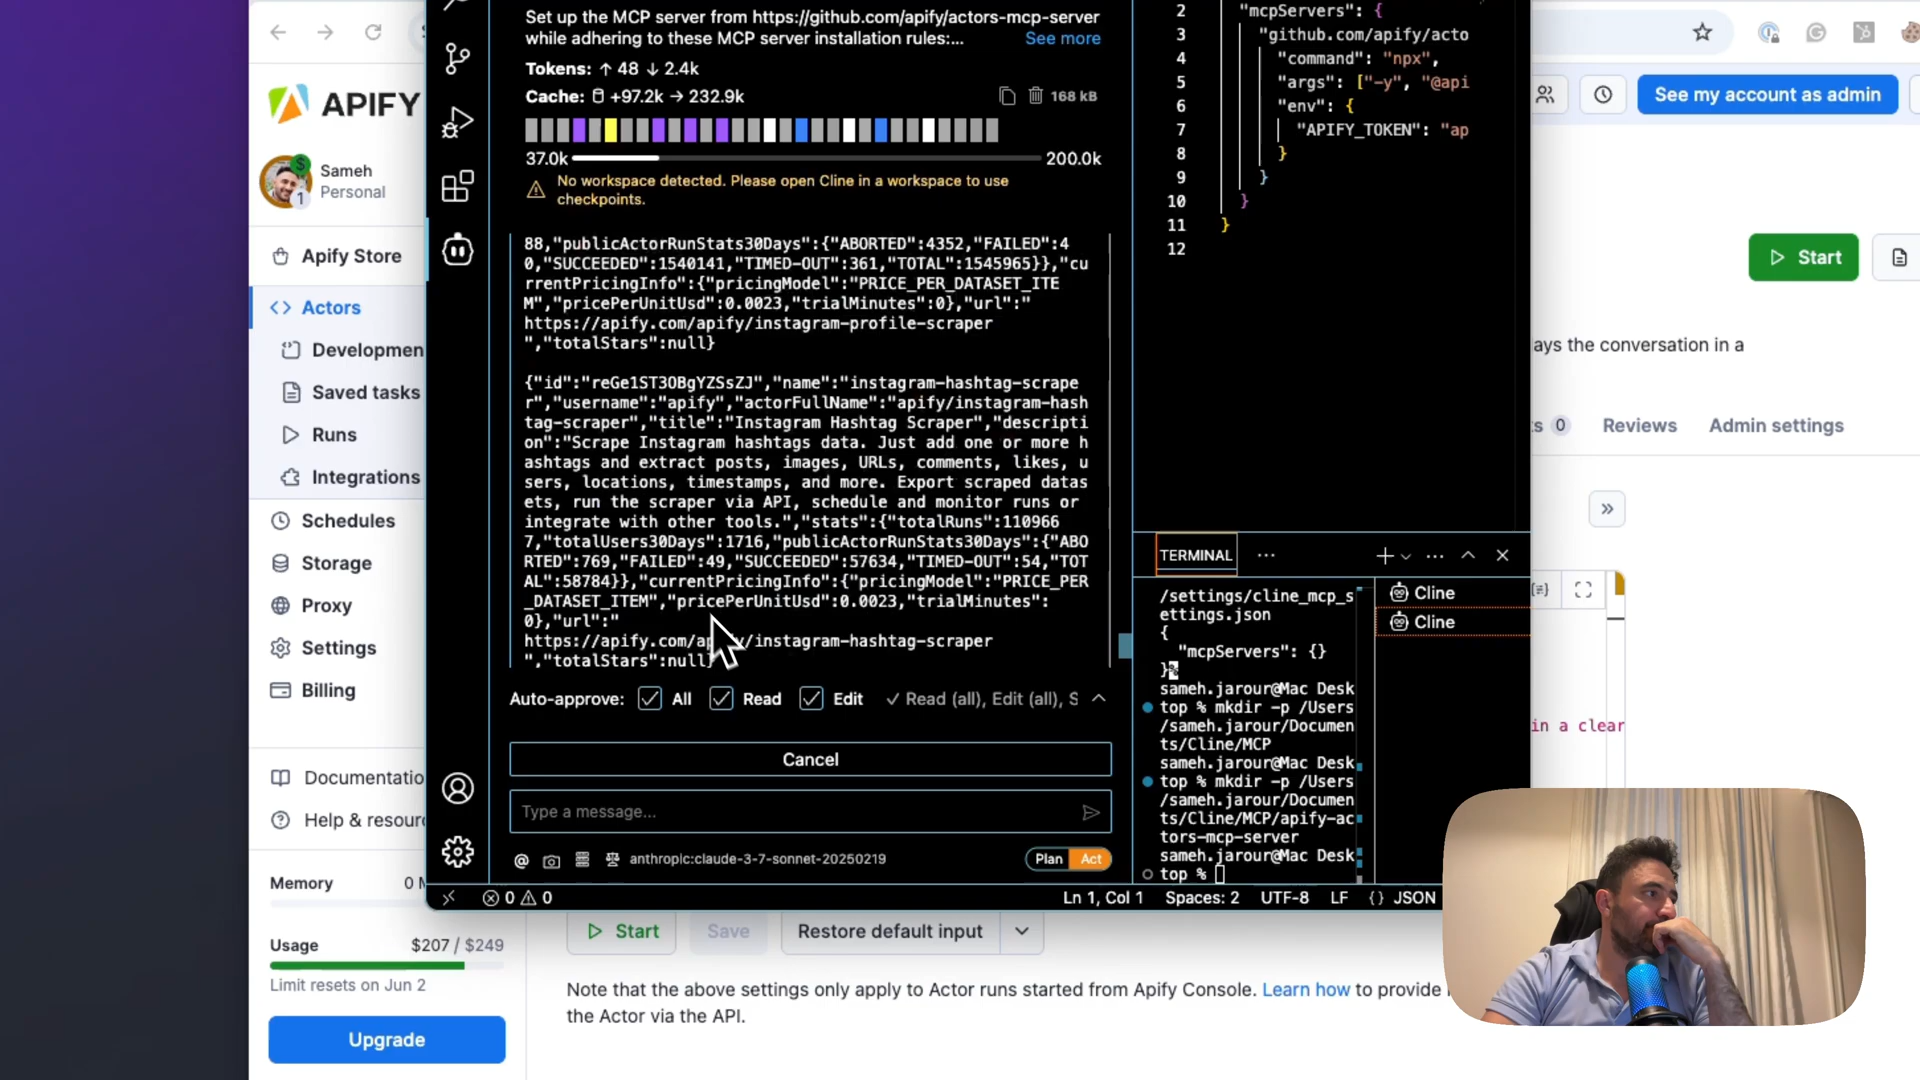 APIFY
Sameh
Personal
1
Apify Store
Actors
Developmen
Saved tasks
Runs
Integrations
Schedules
Storage
Proxy
Settings
Billing
Documentatio
Help & resour
Memory
0 M
Usage
$207 / $249
Limit resets on Jun 2
Upgrade
Set up the MCP server from https://github.com/apify/actors-mcp-server
while adhering to these MCP server installation rules:...
See more
Tokens: ↑ 48 ↓ 2.4k
Cache: +97.2k → 232.9k
168 kB
37.0k
200.0k
No workspace detected. Please open Cline in a workspace to use
checkpoints.
88,"publicActorRunStats30Days":{"ABORTED":4352,"FAILED":4
0,"SUCCEEDED":1540141,"TIMED-OUT":361,"TOTAL":1545965}},"cu
rrentPricingInfo":{"pricingModel":"PRICE_PER_DATASET_ITE
M","pricePerUnitUsd":0.0023,"trialMinutes":0},"url":"
https://apify.com/apify/instagram-profile-scraper
","totalStars":null}
{"id":"reGe1ST3OBgYZSsZJ","name":"instagram-hashtag-scrape
r","username":"apify","actorFullName":"apify/instagram-hash
tag-scraper","title":"Instagram Hashtag Scraper","descripti
on":"Scrape Instagram hashtags data. Just add one or more h
ashtags and extract posts, images, URLs, comments, likes, u
sers, locations, timestamps, and more. Export scraped datas
ets, run the scraper via API, schedule and monitor runs or
integrate with other tools.","stats":{"totalRuns":110966
7,"totalUsers30Days":1716,"publicActorRunStats30Days":{"ABO
RTED":769,"FAILED":49,"SUCCEEDED":57634,"TIMED-OUT":54,"TOT
AL":58784}},"currentPricingInfo":{"pricingModel":"PRICE_PER
_DATASET_ITEM","pricePerUnitUsd":0.0023,"trialMinutes":
0},"url":"
https://apify.com/apify/instagram-hashtag-scraper
","totalStars":null}
Auto-approve: All Read Edit ✓ Read (all), Edit (all), S
Cancel
Type a message...
@ anthropic:claude-3-7-sonnet-20250219
Plan Act
0 0
Ln 1, Col 1 Spaces: 2 UTF-8 LF {} JSON
2 "mcpServers": {
3 "github.com/apify/acto
4 "command": "npx",
5 "args": ["-y", "@api
6 "env": {
7 "APIFY_TOKEN": "ap
8 }
9 }
10 }
11 }
12
TERMINAL
/settings/cline_mcp_s
ettings.json
{
"mcpServers": {}
}%
sameh.jarour@Mac Desk
top % mkdir -p /Users
/sameh.jarour/Documen
ts/Cline/MCP
sameh.jarour@Mac Desk
top % mkdir -p /Users
/sameh.jarour/Documen
ts/Cline/MCP/apify-ac
tors-mcp-server
sameh.jarour@Mac Desk
top %
Cline
Cline
See my account as admin
Start
ays the conversation in a
s 0 Reviews Admin settings
in a clear
Start
Save
Restore default input
Note that the above settings only apply to Actor runs started from Apify Console. Learn how to provide
the Actor via the API.